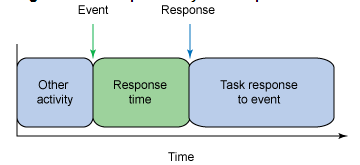 Event
Response
Other
activity
Response
time
Task response
to event
Time